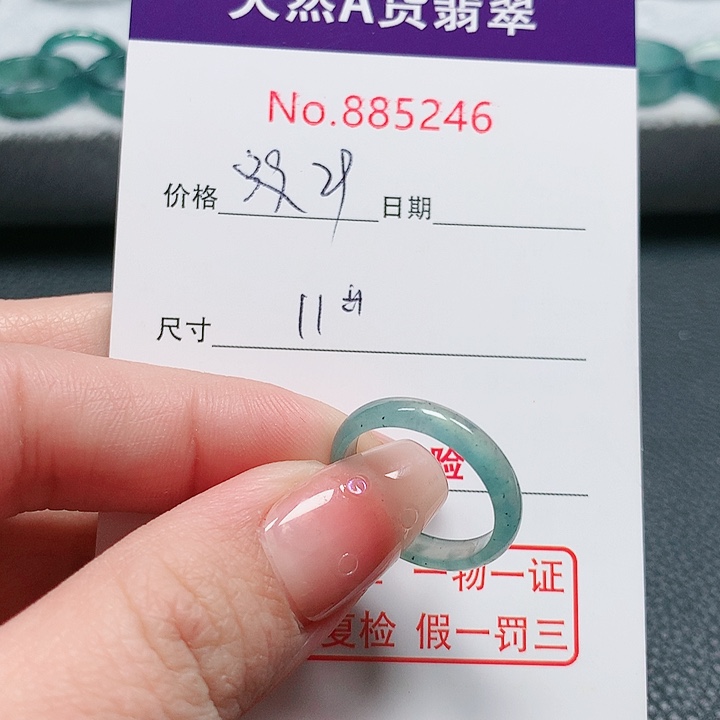 天然A货翡翠
No.885246
价格 日期
尺寸 11
验
一物一证
复检 假一罚三